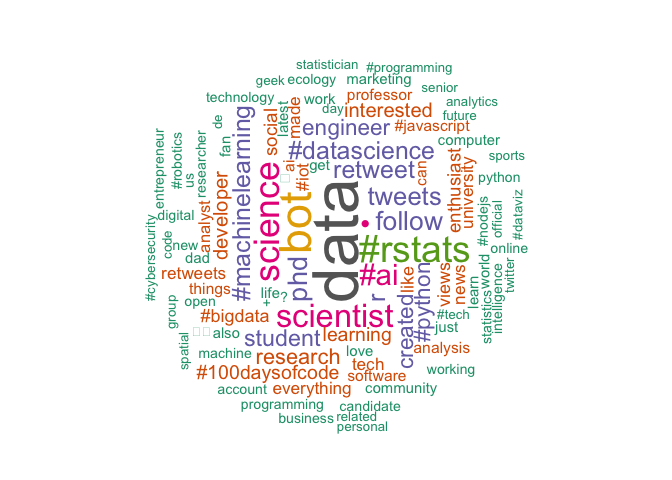 statistician
#programming
geek
ecology
marketing
senior
technology
latest
work
professor
analytics
de
social
made
day
interested
future
entrepreneur
#robotics
us
researcher
fan
#machinelearning
engineer
#javascript
computer
developer
science
ai
#datascience
get
retweet
can
enthusiast
university
sports
python
#iot
bot
data
tweets
digital
analyst
.
follow
#nodejs
official
#dataviz
#cybersecurity
code
new
dad
#rstats
online
retweets
things
phd
#ai
like
#python
views
news
learn
world
statistics
intelligence
twitter
group
open
life
?
+
r
created
#bigdata
scientist
#tech
just
spatial
also
student
learning
machine
research
love
analysis
tech
#100daysofcode
software
working
account
everything
community
programming
candidate
business
related
personal